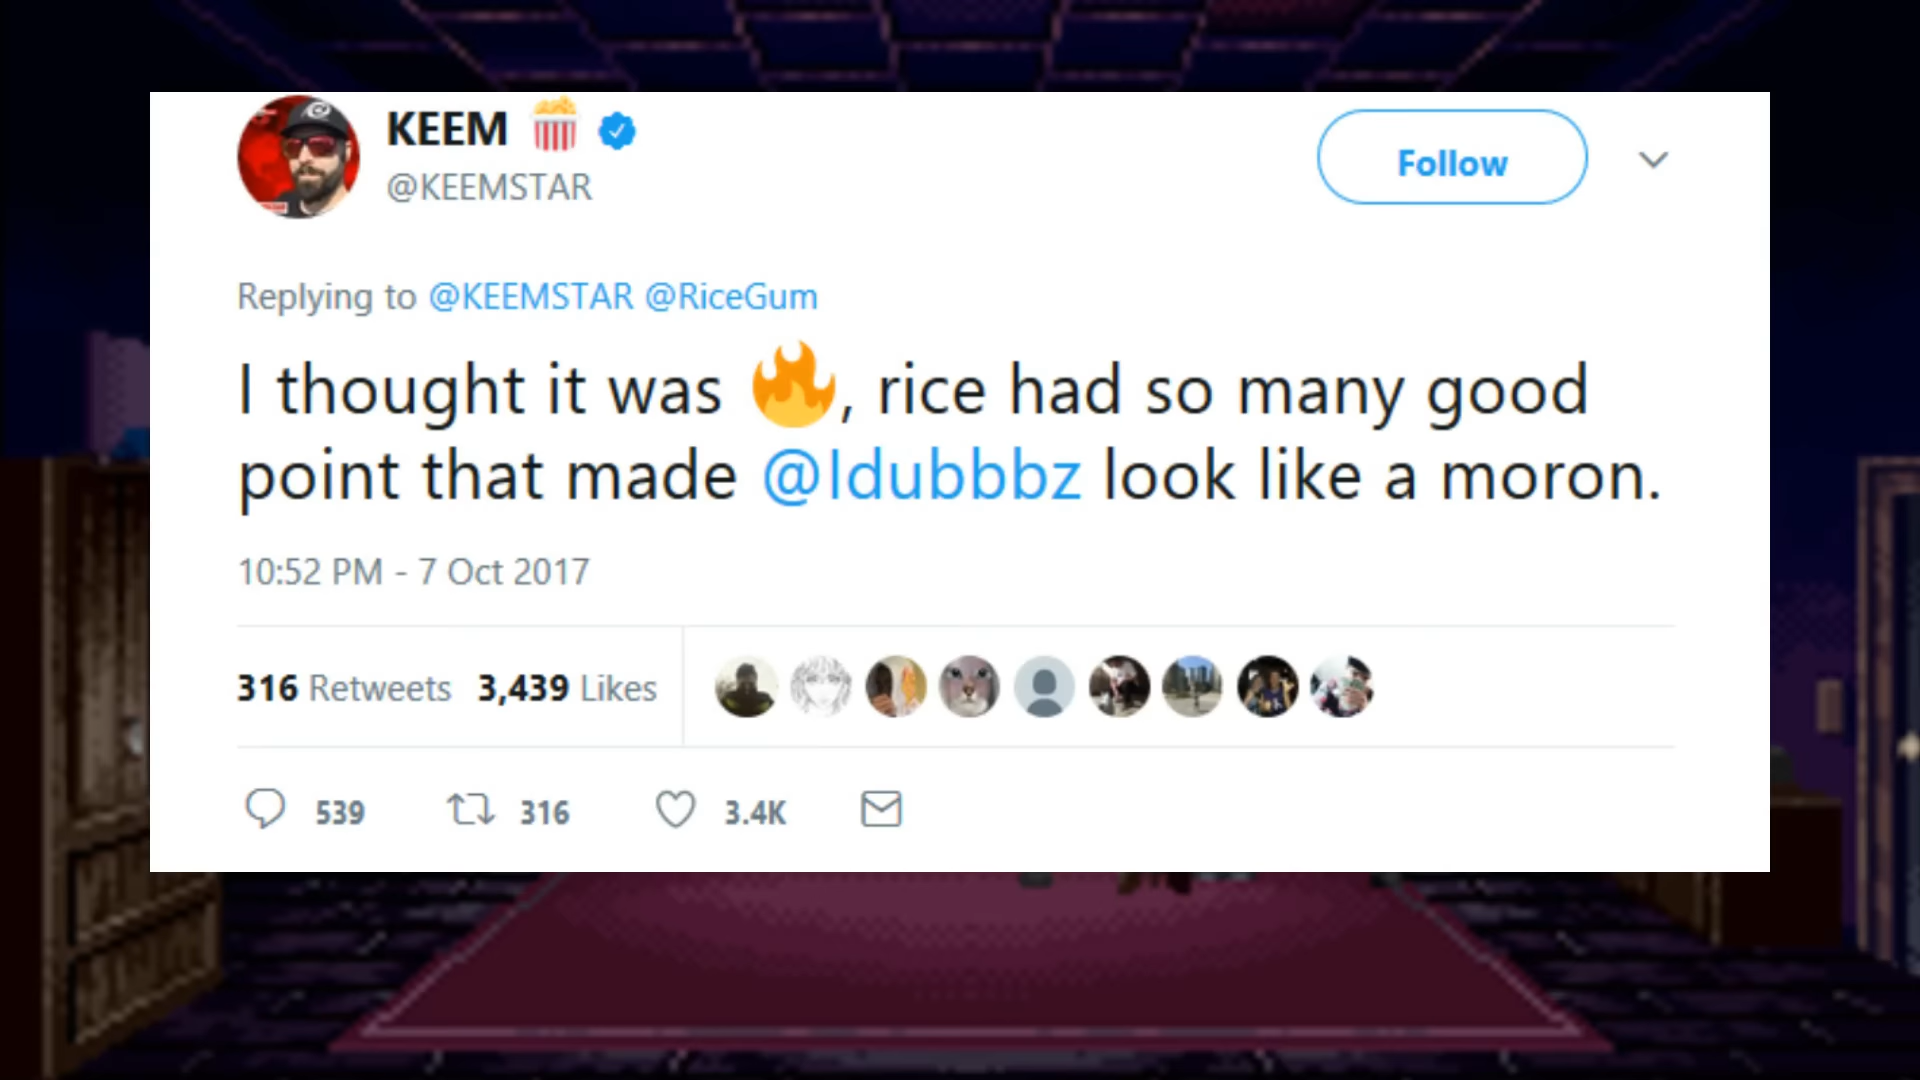 KEEM 🍿
@KEEMSTAR
Follow
Replying to @KEEMSTAR @RiceGum
I thought it was 🔥, rice had so many good
point that made @Idubbbz look like a moron.
10:52 PM - 7 Oct 2017
316 Retweets 3,439 Likes
539 316 3.4K